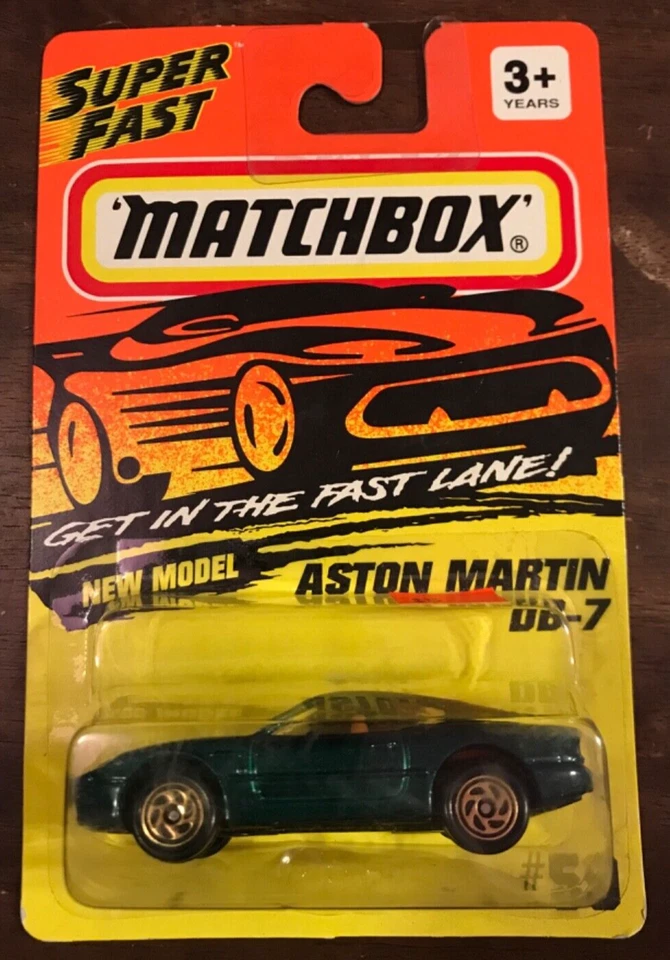 SUPER
FAST
3+
YEARS
'MATCHBOX'®
GET IN THE FAST LANE!
NEW MODEL
ASTON MARTIN
DB-7